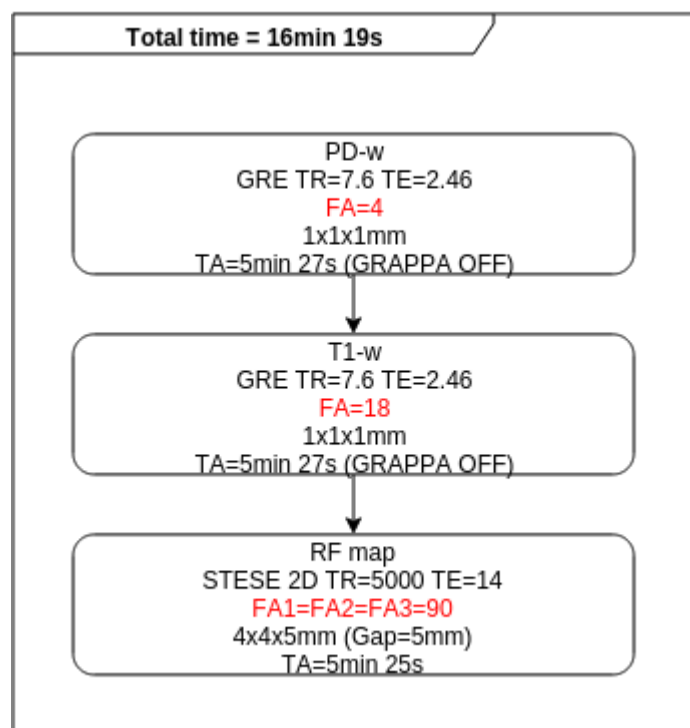 Total time = 16min 19s
PD-w
GRE TR=7.6 TE=2.46
FA=4
1x1x1mm
TA=5min 27s (GRAPPA OFF)
T1-w
GRE TR=7.6 TE=2.46
FA=18
1x1x1mm
TA=5min 27s (GRAPPA OFF)
RF map
STESE 2D TR=5000 TE=14
FA1=FA2=FA3=90
4x4x5mm (Gap=5mm)
TA=5min 25s